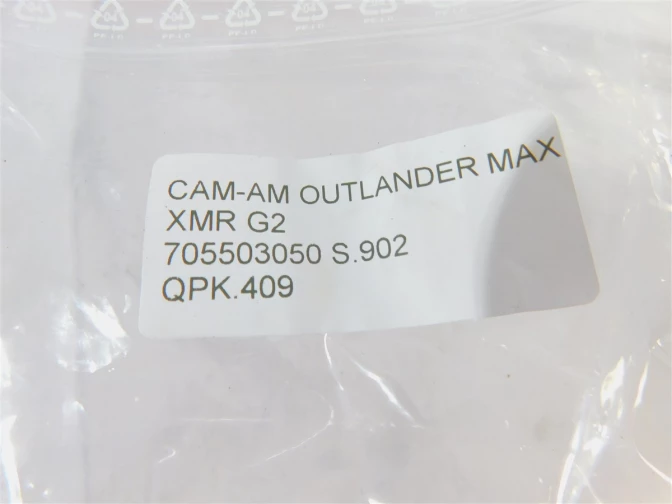 CAM-AM OUTLANDER MAX
XMR G2
705503050 S.902
QPK.409